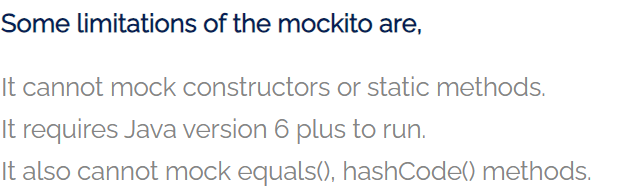 Some limitations of the mockito are,
It cannot mock constructors or static methods.
It requires Java version 6 plus to run.
It also cannot mock equals(), hashCode() methods.